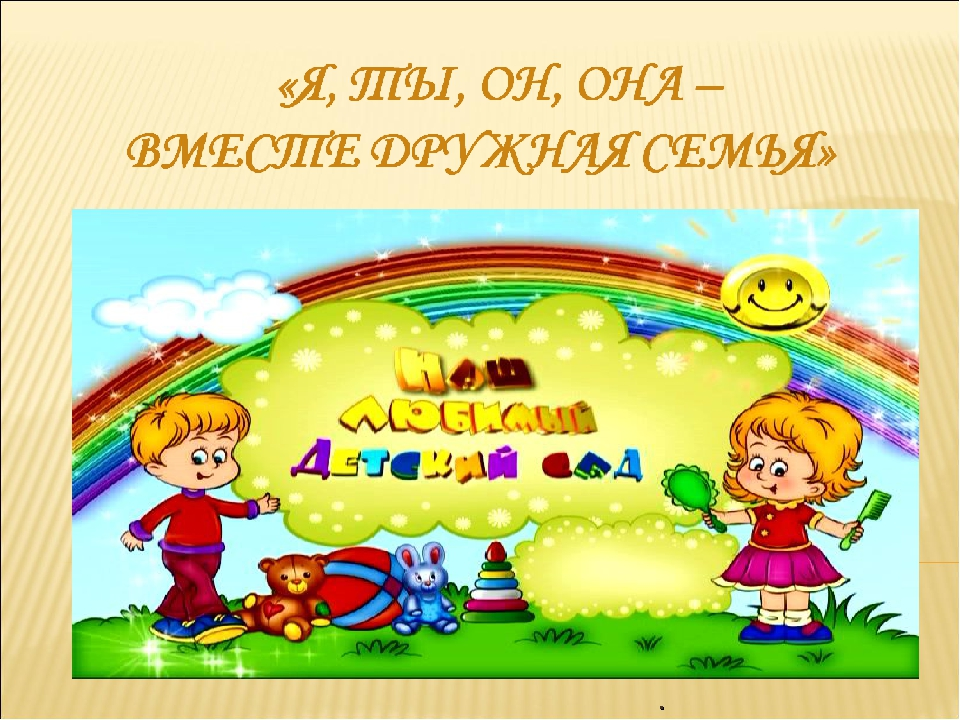 «Я, ТЫ, ОН, ОНА –
ВМЕСТЕ ДРУЖНАЯ СЕМЬЯ»
Наш
ЛЮБИМЫЙ
ДЕТСКИЙ САД
.